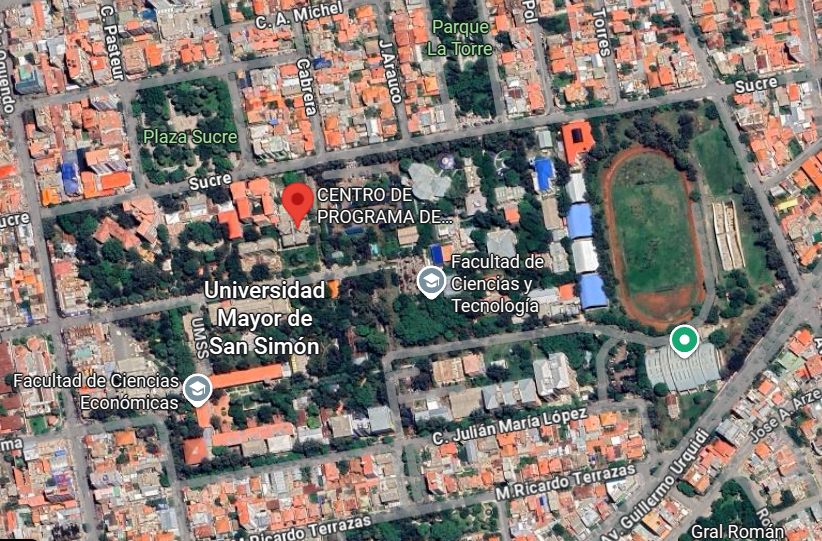 C. A. Michel
Parque
La Torre
Pol
Torres
C. Pasteur
Cabrera
J Arauco
Sucre
Plaza Sucre
Sucre
Sucre
CENTRO DE
PROGRAMA DE...
Facultad de
Ciencias y
Tecnología
Universidad
Mayor de
San Simón
UMSS
Facultad de Ciencias
Económicas
C. Julián María López
M.Ricardo Terrazas
Ricardo Terrazas
Av. Guillermo Urquidi
Jose A. Arze
Gral Román